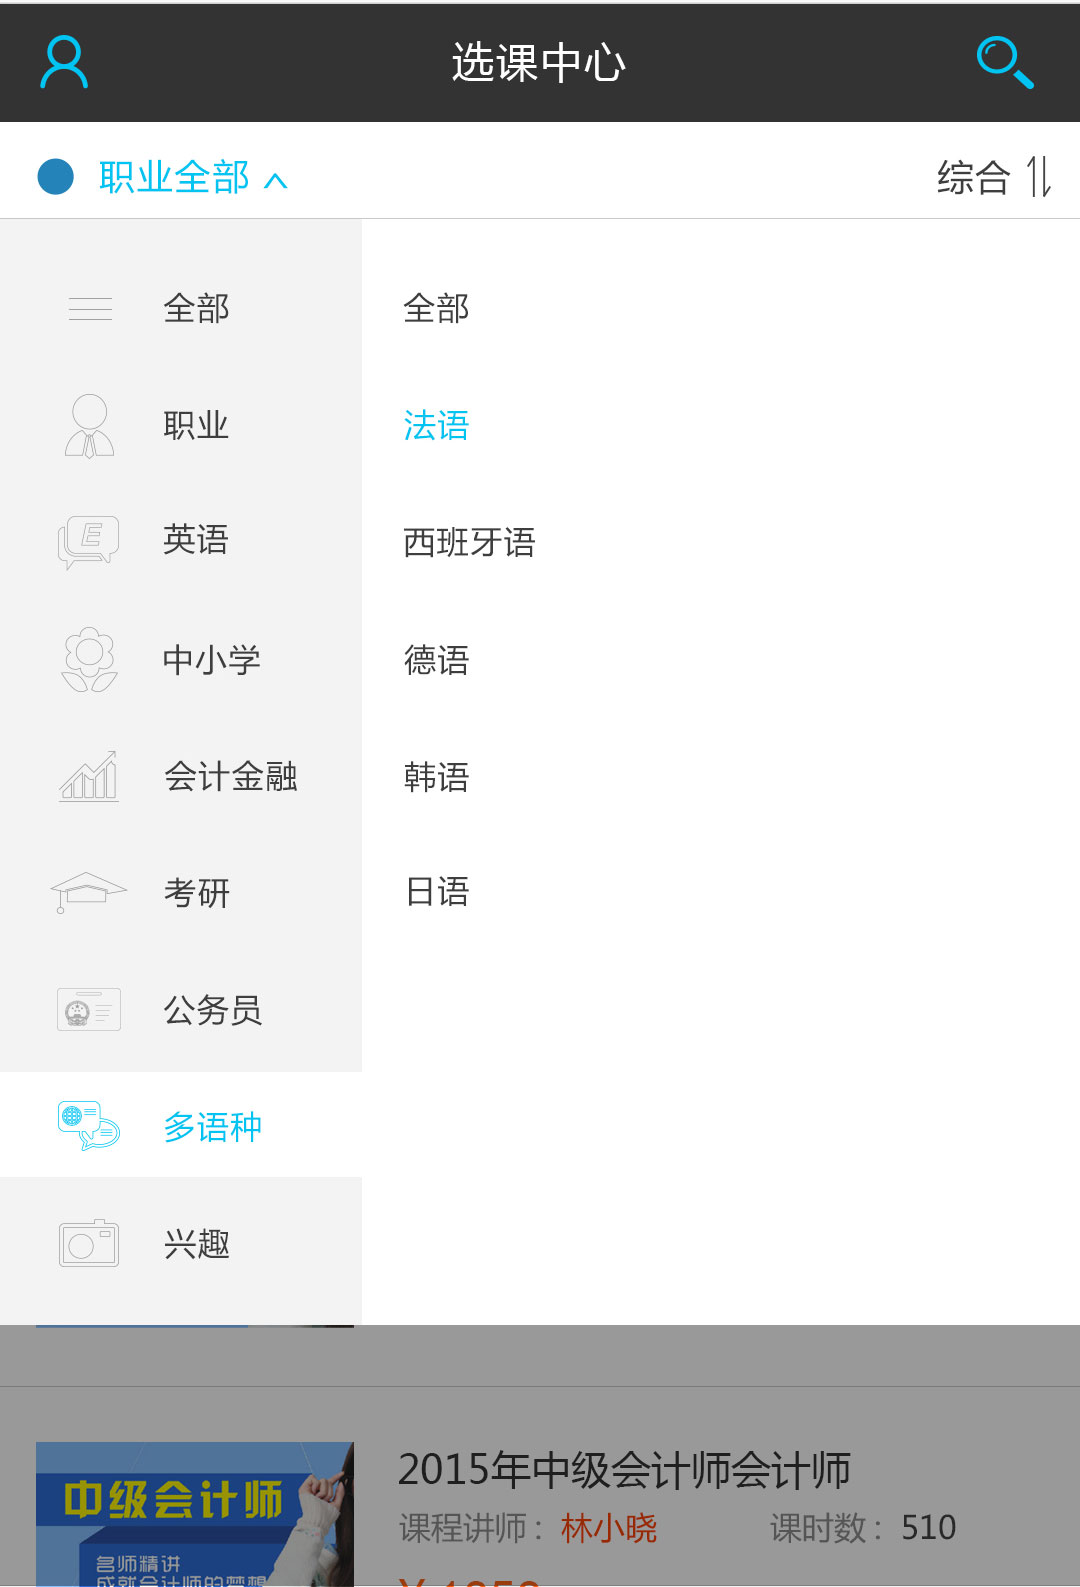 选课中心
职业全部
综合
全部
职业
英语
中小学
会计金融
考研
公务员
多语种
兴趣
全部
法语
西班牙语
德语
韩语
日语
中级会计师
名师精讲
成就会计师的梦想
2015年中级会计师会计师
课程讲师：林小晓 课时数：510